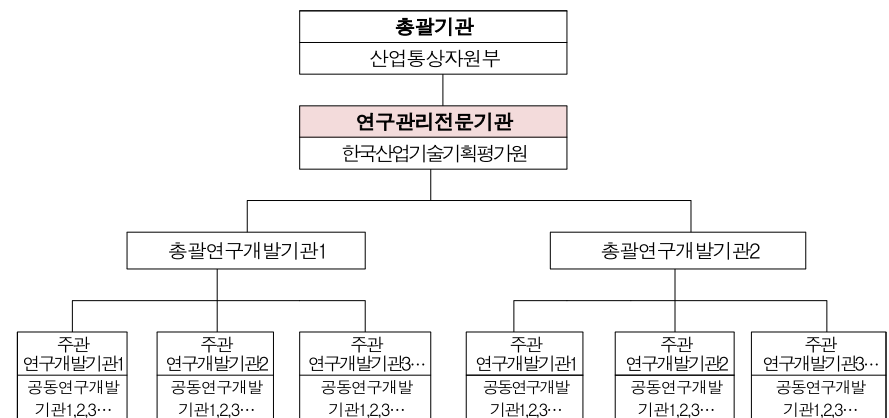 총괄기관
산업통상자원부
연구관리전문기관
한국산업기술기획평가원
총괄연구개발기관1
총괄연구개발기관2
주관
연구개발기관1
공동연구개발
기관1,2,3…
주관
연구개발기관2
공동연구개발
기관1,2,3…
주관
연구개발기관3…
공동연구개발
기관1,2,3…
주관
연구개발기관1
공동연구개발
기관1,2,3…
주관
연구개발기관2
공동연구개발
기관1,2,3…
주관
연구개발기관3…
공동연구개발
기관1,2,3…